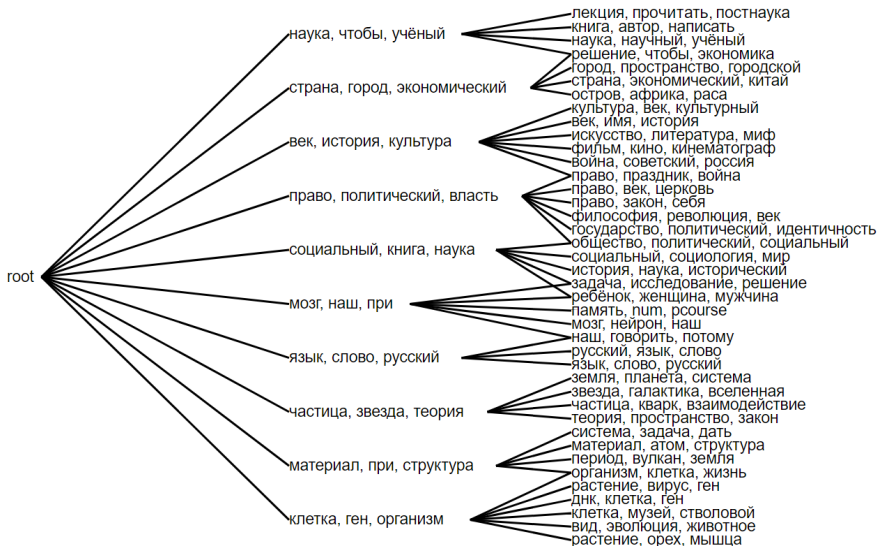 root
наука, чтобы, учёный
страна, город, экономический
век, история, культура
право, политический, власть
социальный, книга, наука
мозг, наш, при
язык, слово, русский
частица, звезда, теория
материал, при, структура
клетка, ген, организм
лекция, прочитать, постнаука
книга, автор, написать
наука, научный, учёный
решение, чтобы, экономика
город, пространство, городской
страна, экономический, китай
остров, африка, раса
культура, век, культурный
век, имя, история
искусство, литература, миф
фильм, кино, кинематограф
война, советский, россия
право, праздник, война
право, век, церковь
право, закон, себя
философия, революция, век
государство, политический, идентичность
общество, политический, социальный
социальный, социология, мир
история, наука, исторический
задача, исследование, решение
ребёнок, женщина, мужчина
память, num, pcourse
мозг, нейрон, наш
наш, говорить, потому
русский, язык, слово
язык, слово, русский
земля, планета, система
звезда, галактика, вселенная
частица, кварк, взаимодействие
теория, пространство, закон
система, задача, дать
материал, атом, структура
период, вулкан, земля
организм, клетка, жизнь
растение, вирус, ген
днк, клетка, ген
клетка, музей, стволовой
вид, эволюция, животное
растение, орех, мышца